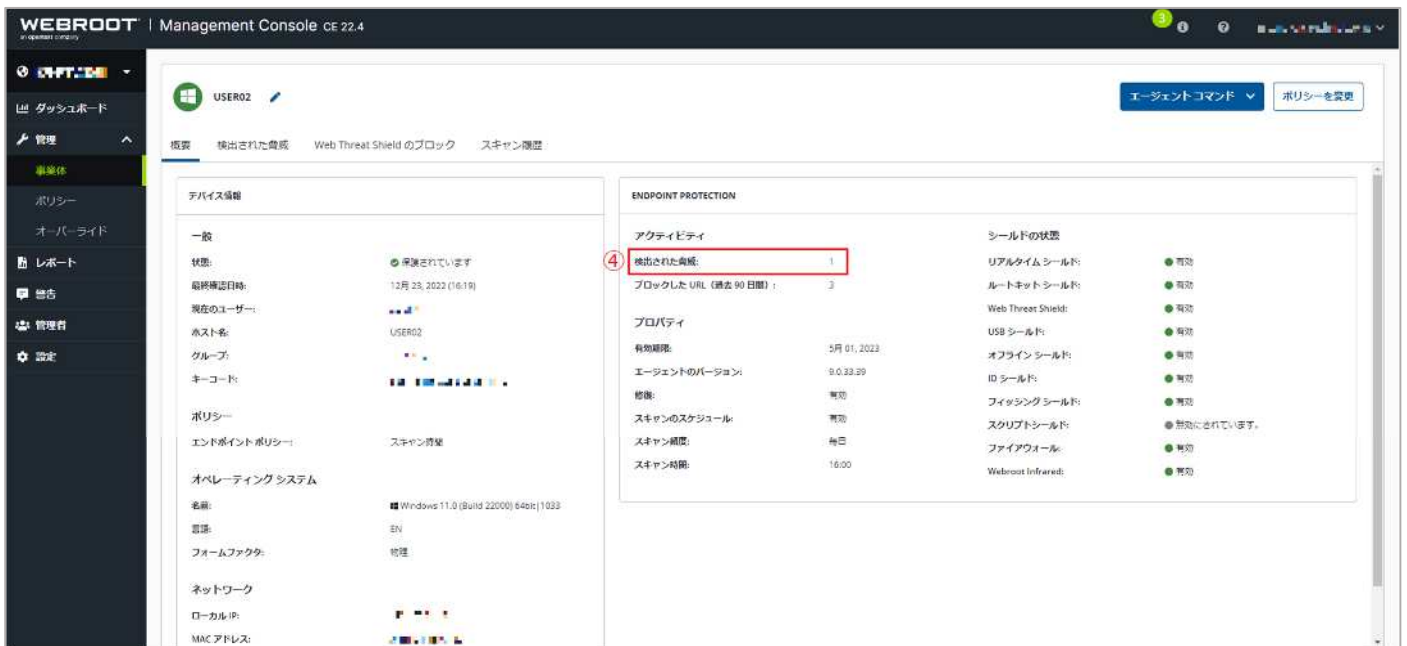 WEBROOT Management Console CE 22.4
3
ダッシュボード
管理
事業体
ポリシー
オーバーライド
レポート
警告
管理者
設定
USER02
エージェントコマンド
ポリシーを変更
概要 検出された脅威 Web Threat Shield のブロック スキャン履歴
デバイス情報
一般
状態: 保護されています
最終確認日時: 12月 23, 2022 (16:19)
現在のユーザー:
ホスト名: USER02
グループ:
キーコード:
ポリシー
エンドポイント ポリシー: スキャン時間
オペレーティング システム
名前: Windows 11.0 (Build 22000) 64bit|1033
言語: EN
フォームファクタ: 物理
ネットワーク
ローカル IP:
MAC アドレス:
ENDPOINT PROTECTION
アクティビティ
④ 検出された脅威: 1
ブロックした URL（過去 90 日間）: 3
プロパティ
有効期限: 5月 01, 2023
エージェントのバージョン: 9.0.33.39
修復: 有効
スキャンのスケジュール: 有効
スキャン頻度: 毎日
スキャン時間: 16:00
シールドの状態
リアルタイム シールド: 有効
ルートキット シールド: 有効
Web Threat Shield: 有効
USB シールド: 有効
オフライン シールド: 有効
ID シールド: 有効
フィッシング シールド: 有効
スクリプトシールド: 無効にされています。
ファイアウォール: 有効
Webroot Infrared: 有効